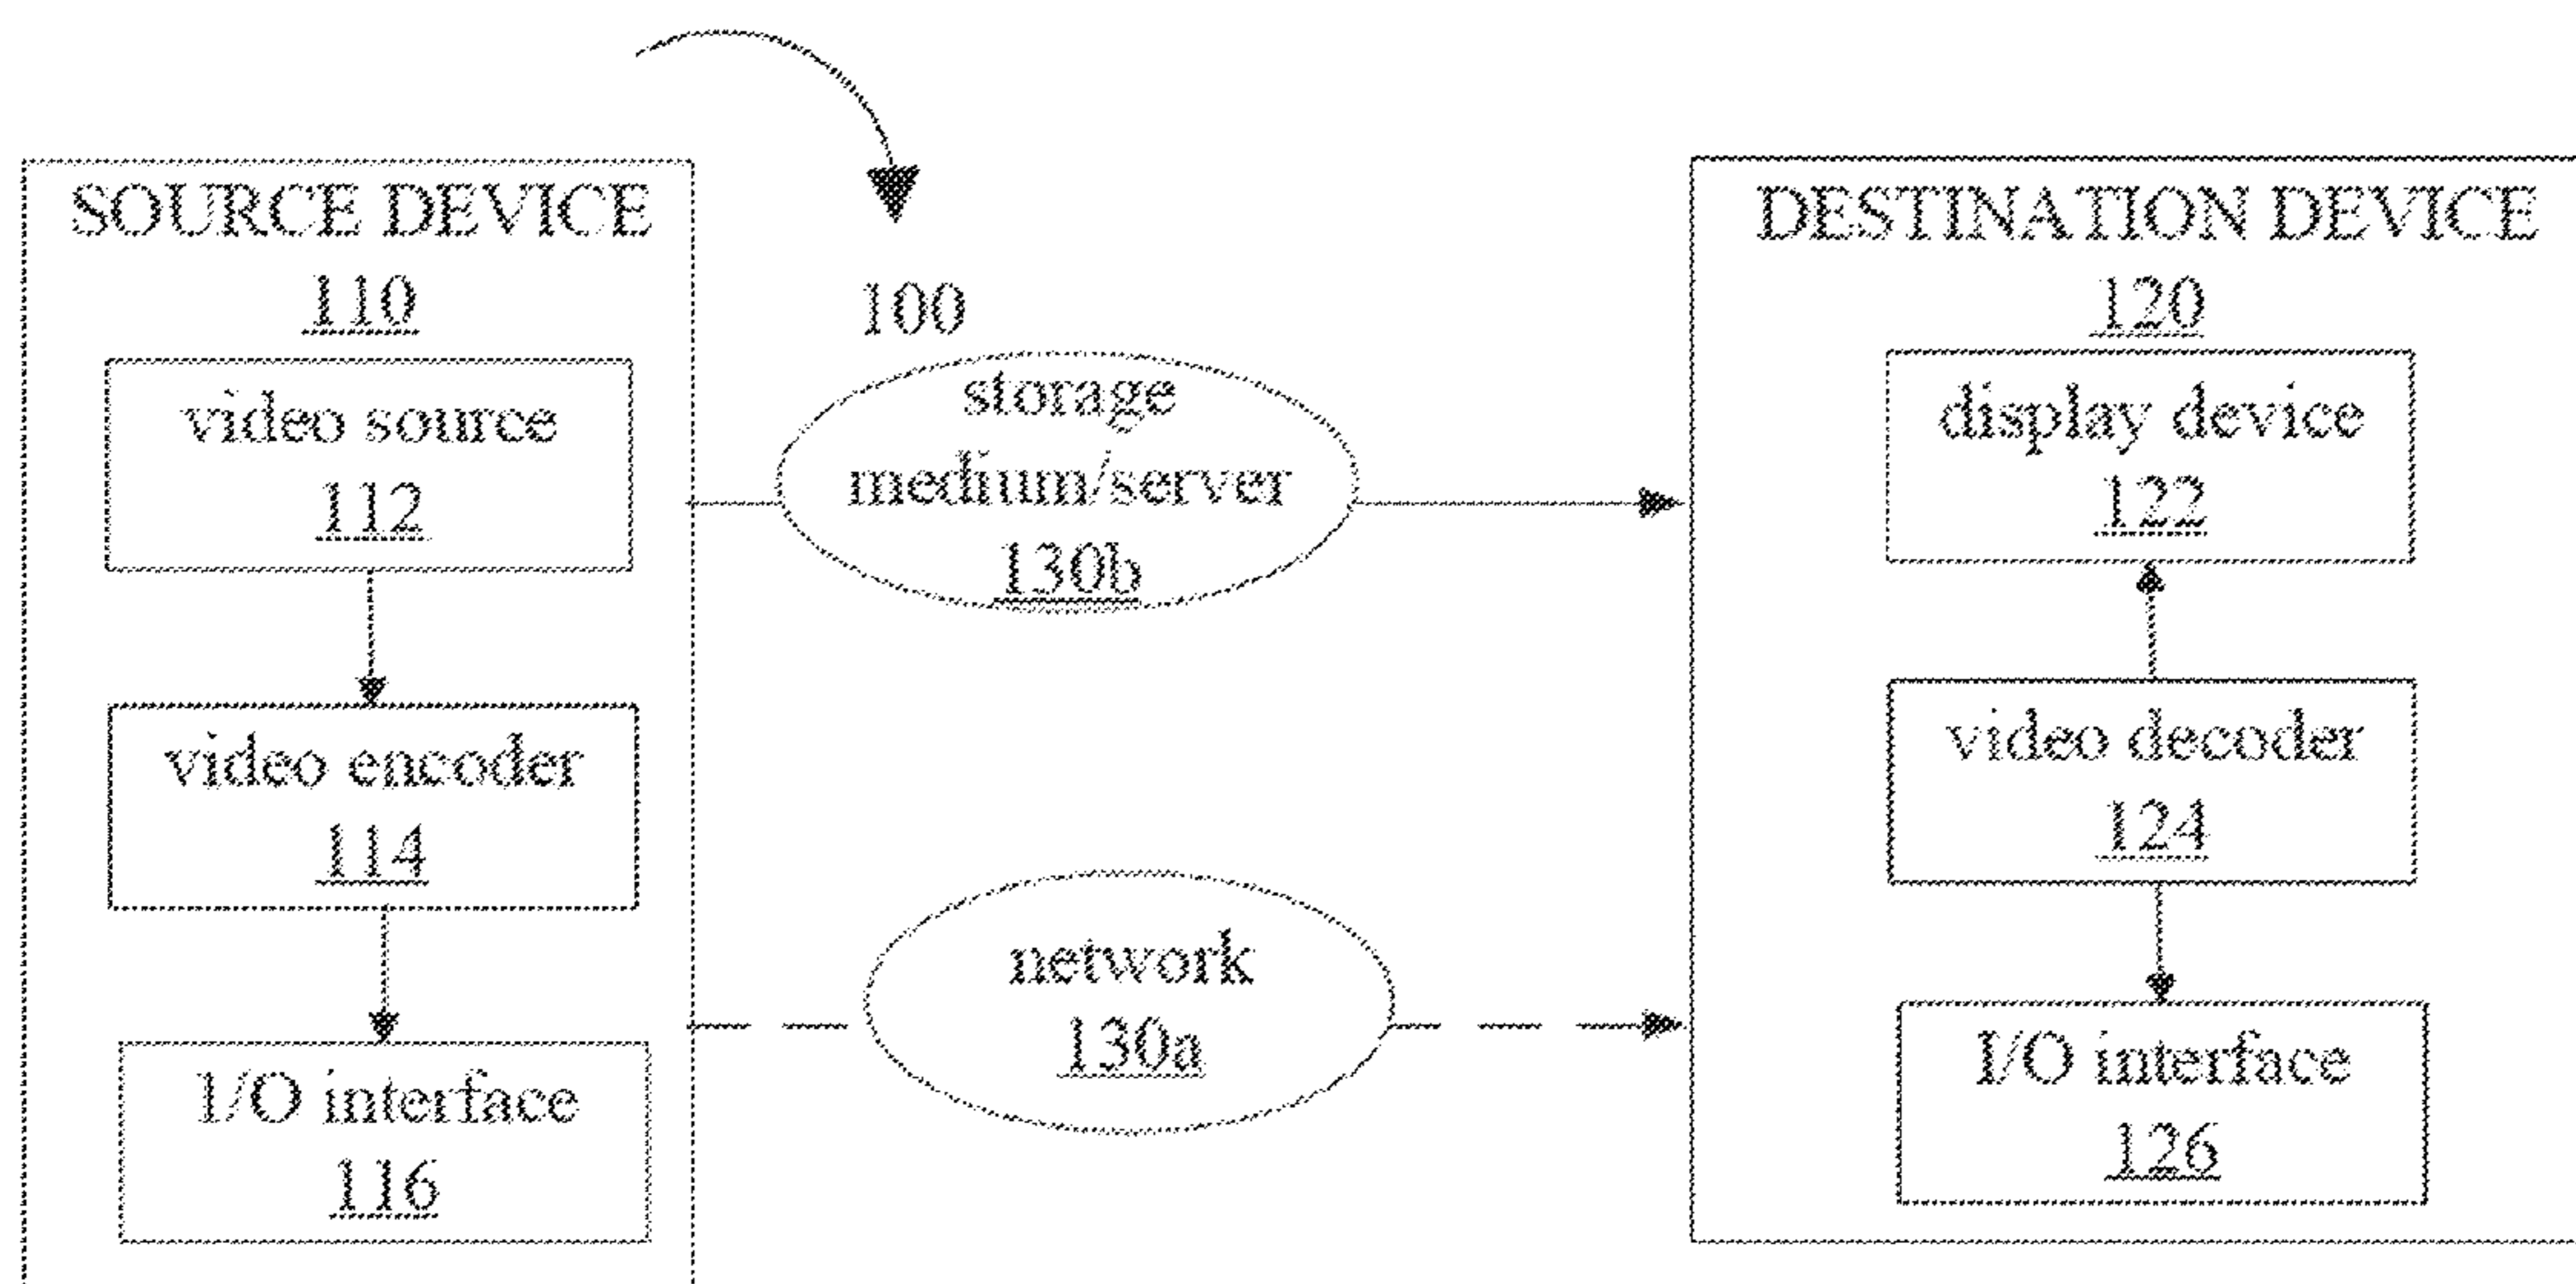 SOURCE DEVICE
110
video source
112
video encoder
114
I/O interface
116
100
storage
medium/server
130b
network
130a
DESTINATION DEVICE
120
display device
122
video decoder
124
I/O interface
126